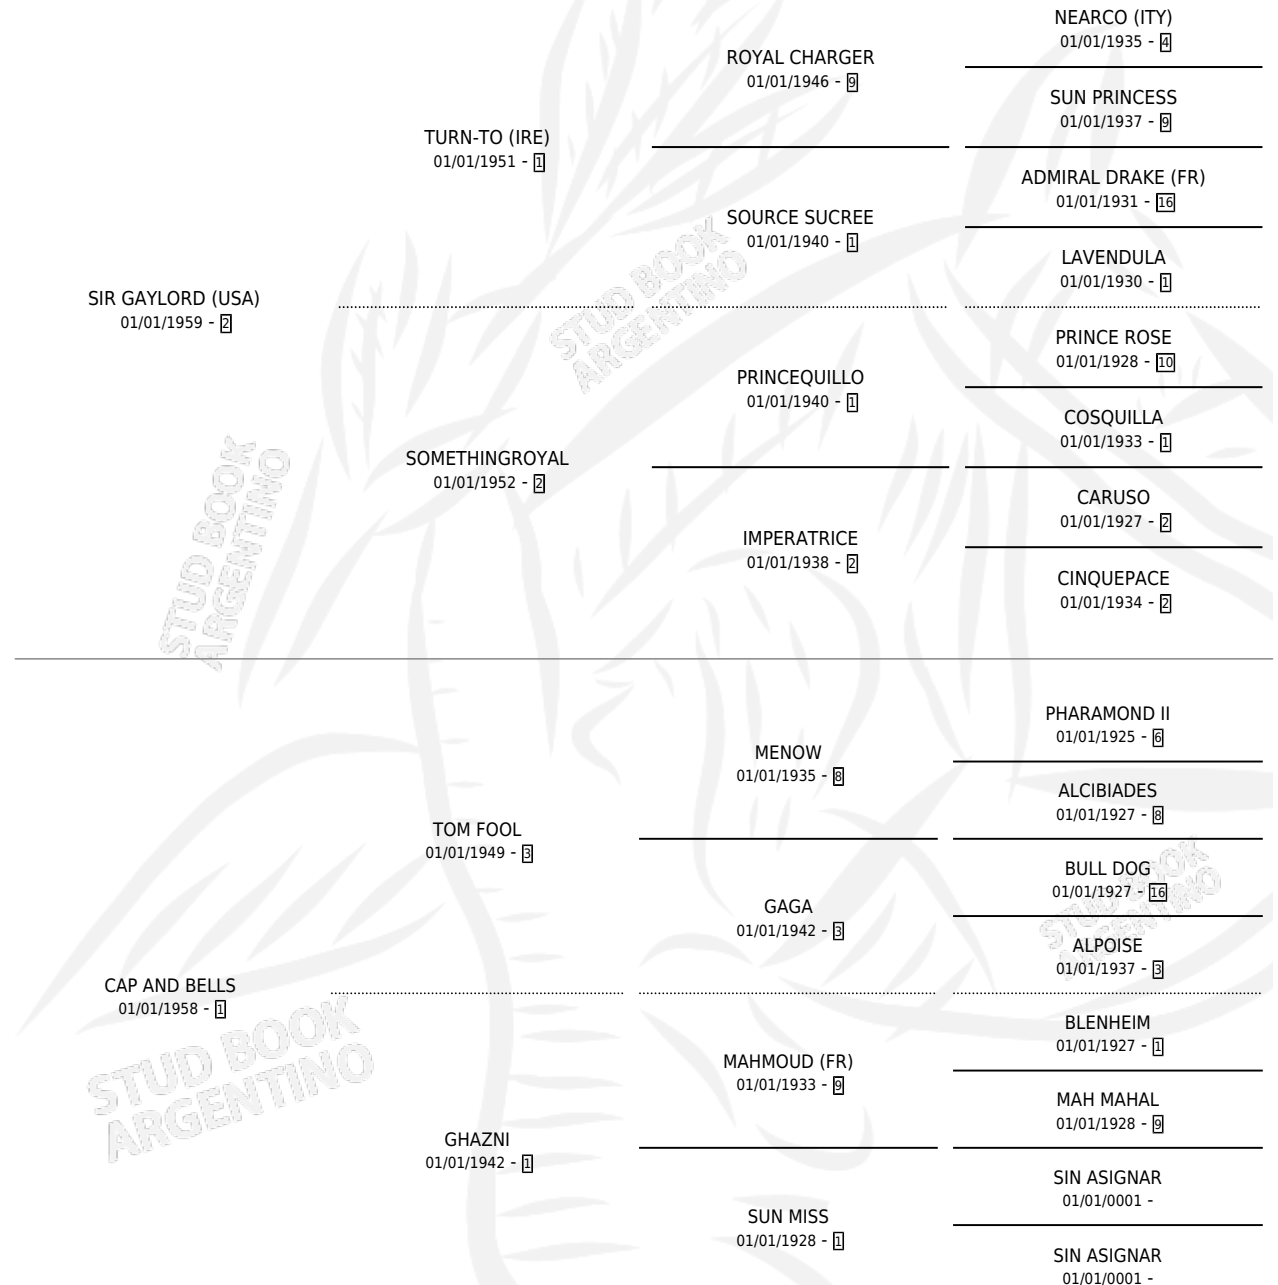 NEARCO (ITY)
01/01/1935 - 4
ROYAL CHARGER
01/01/1946 - 9
SUN PRINCESS
01/01/1937 - 9
TURN-TO (IRE)
01/01/1951 - 1
ADMIRAL DRAKE (FR)
01/01/1931 - 16
SOURCE SUCREE
01/01/1940 - 1
LAVENDULA
01/01/1930 - 1
SIR GAYLORD (USA)
01/01/1959 - 2
STUD BOOK
ARGENTINO
PRINCE ROSE
01/01/1928 - 10
PRINCEQUILLO
01/01/1940 - 1
COSQUILLA
01/01/1933 - 1
SOMETHINGROYAL
01/01/1952 - 2
CARUSO
01/01/1927 - 2
IMPERATRICE
01/01/1938 - 2
CINQUEPACE
01/01/1934 - 2
STUD BOOK
ARGENTINO
PHARAMOND II
01/01/1925 - 6
MENOW
01/01/1935 - 8
ALCIBIADES
01/01/1927 - 8
TOM FOOL
01/01/1949 - 3
BULL DOG
01/01/1927 - 16
GAGA
01/01/1942 - 3
ALPOISE
01/01/1937 - 3
STUD BOOK
ARGENTINO
CAP AND BELLS
01/01/1958 - 1
BLENHEIM
01/01/1927 - 1
MAHMOUD (FR)
01/01/1933 - 9
MAH MAHAL
01/01/1928 - 9
STUD BOOK
ARGENTINO
GHAZNI
01/01/1942 - 1
SIN ASIGNAR
01/01/0001 -
SUN MISS
01/01/1928 - 1
SIN ASIGNAR
01/01/0001 -